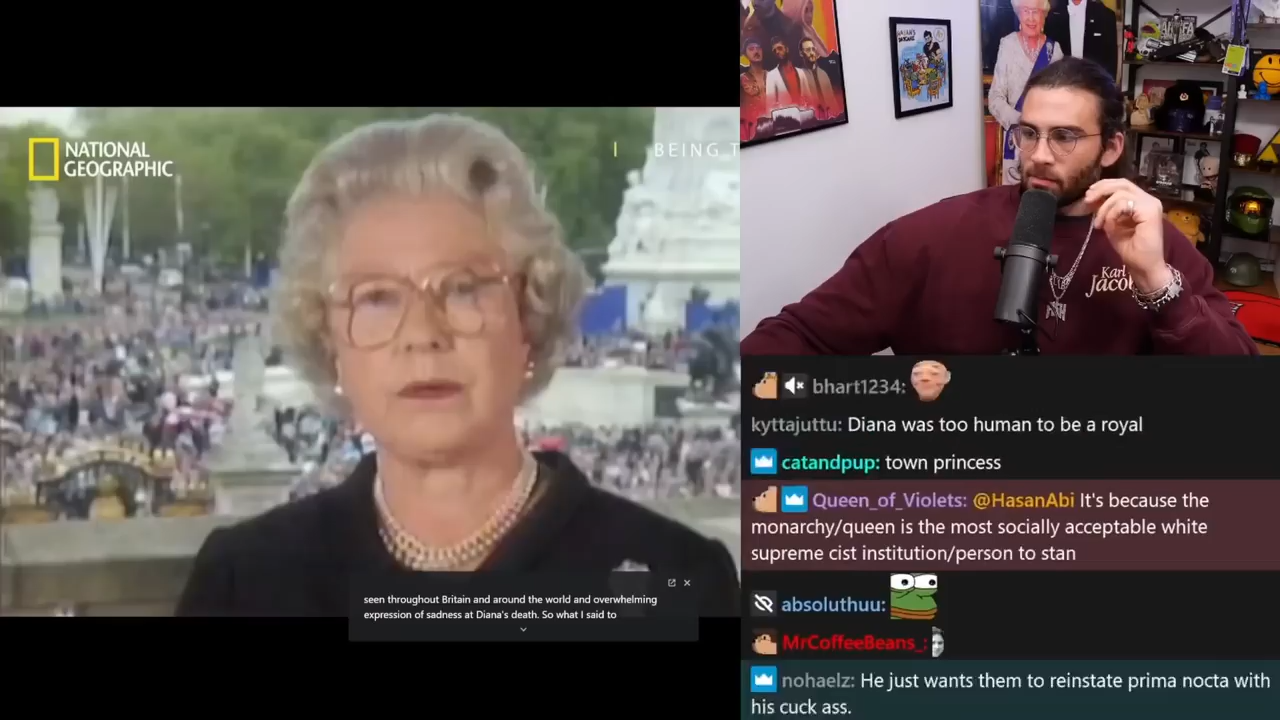 NATIONAL
GEOGRAPHIC
BEING T
seen throughout Britain and around the world and overwhelming
expression of sadness at Diana's death. So what I said to
Karl
Jacob
bhart1234:
kyttajuttu: Diana was too human to be a royal
catandpup: town princess
Queen_of_Violets: @HasanAbi It's because the
monarchy/queen is the most socially acceptable white
supreme cist institution/person to stan
absoluthuu:
MrCoffeeBeans_:
nohaelz: He just wants them to reinstate prima nocta with
his cuck ass.